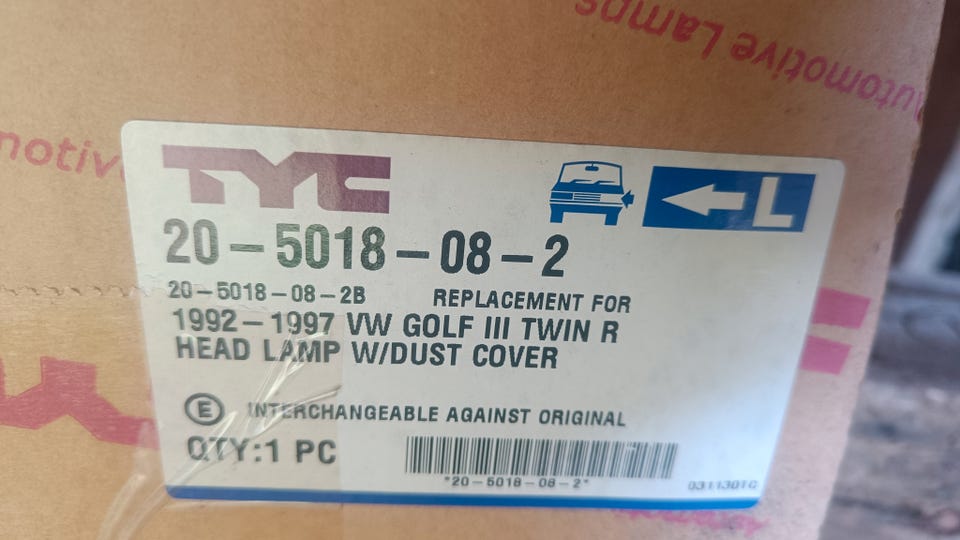 Automotive Lamps
TYC
L
20-5018-08-2
20-5018-08-2B REPLACEMENT FOR
1992-1997 VW GOLF III TWIN R
HEAD LAMP W/DUST COVER
E INTERCHANGEABLE AGAINST ORIGINAL
QTY:1 PC
*20-5018-08-2*